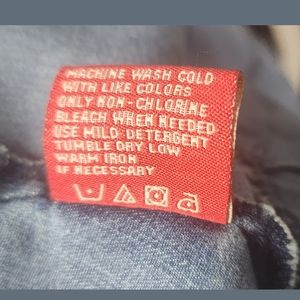 MACHINE WASH COLD
WITH LIKE COLORS
ONLY NON-CHLORINE
BLEACH WHEN NEEDED
USE MILD DETERGENT
TUMBLE DRY LOW
WARM IRON
IF NECESSARY